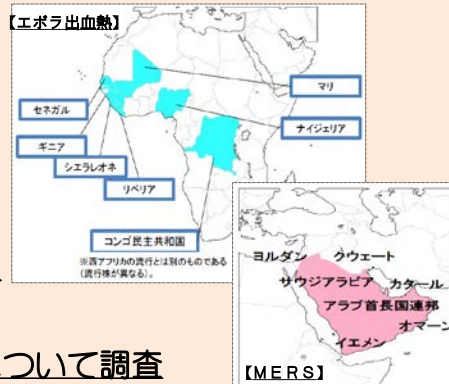 【エボラ出血熱】
マリ
セネガル
ナイジェリア
ギニア
シエラレオネ
リベリア
コンゴ民主共和国
※西アフリカの流行とは別のものである
(流行株が異なる)。
ヨルダン クウェート
サウジアラビア カタール
アラブ首長国連邦
オマーン
イエメン
【MERS】
ついて調査